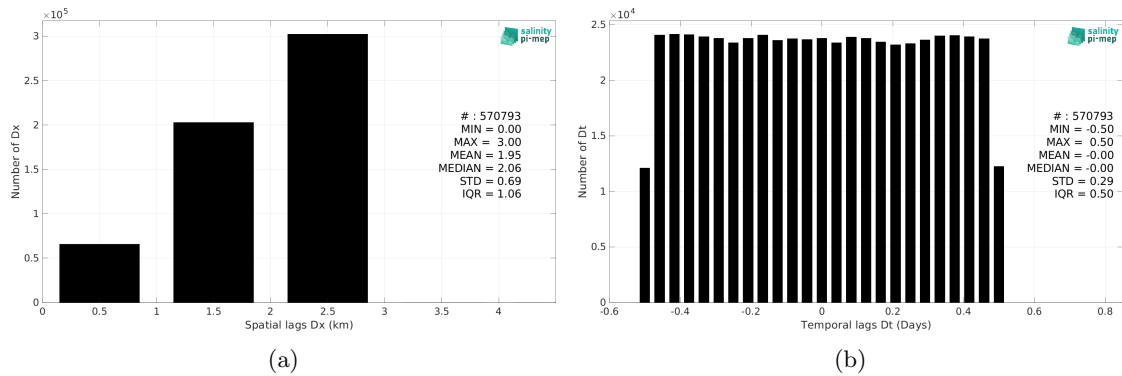 ×10⁵
3
2.5
2
1.5
1
0.5
0
Number of Dx
0 0.5 1 1.5 2 2.5 3 3.5 4
Spatial lags Dx (km)
salinity
pi-mep
# : 570793
MIN = 0.00
MAX = 3.00
MEAN = 1.95
MEDIAN = 2.06
STD = 0.69
IQR = 1.06
(a)
×10⁴
2.5
2
1.5
1
0.5
0
Number of Dt
-0.6 -0.4 -0.2 0 0.2 0.4 0.6 0.8
Temporal lags Dt (Days)
salinity
pi-mep
# : 570793
MIN = -0.50
MAX = 0.50
MEAN = -0.00
MEDIAN = -0.00
STD = 0.29
IQR = 0.50
(b)